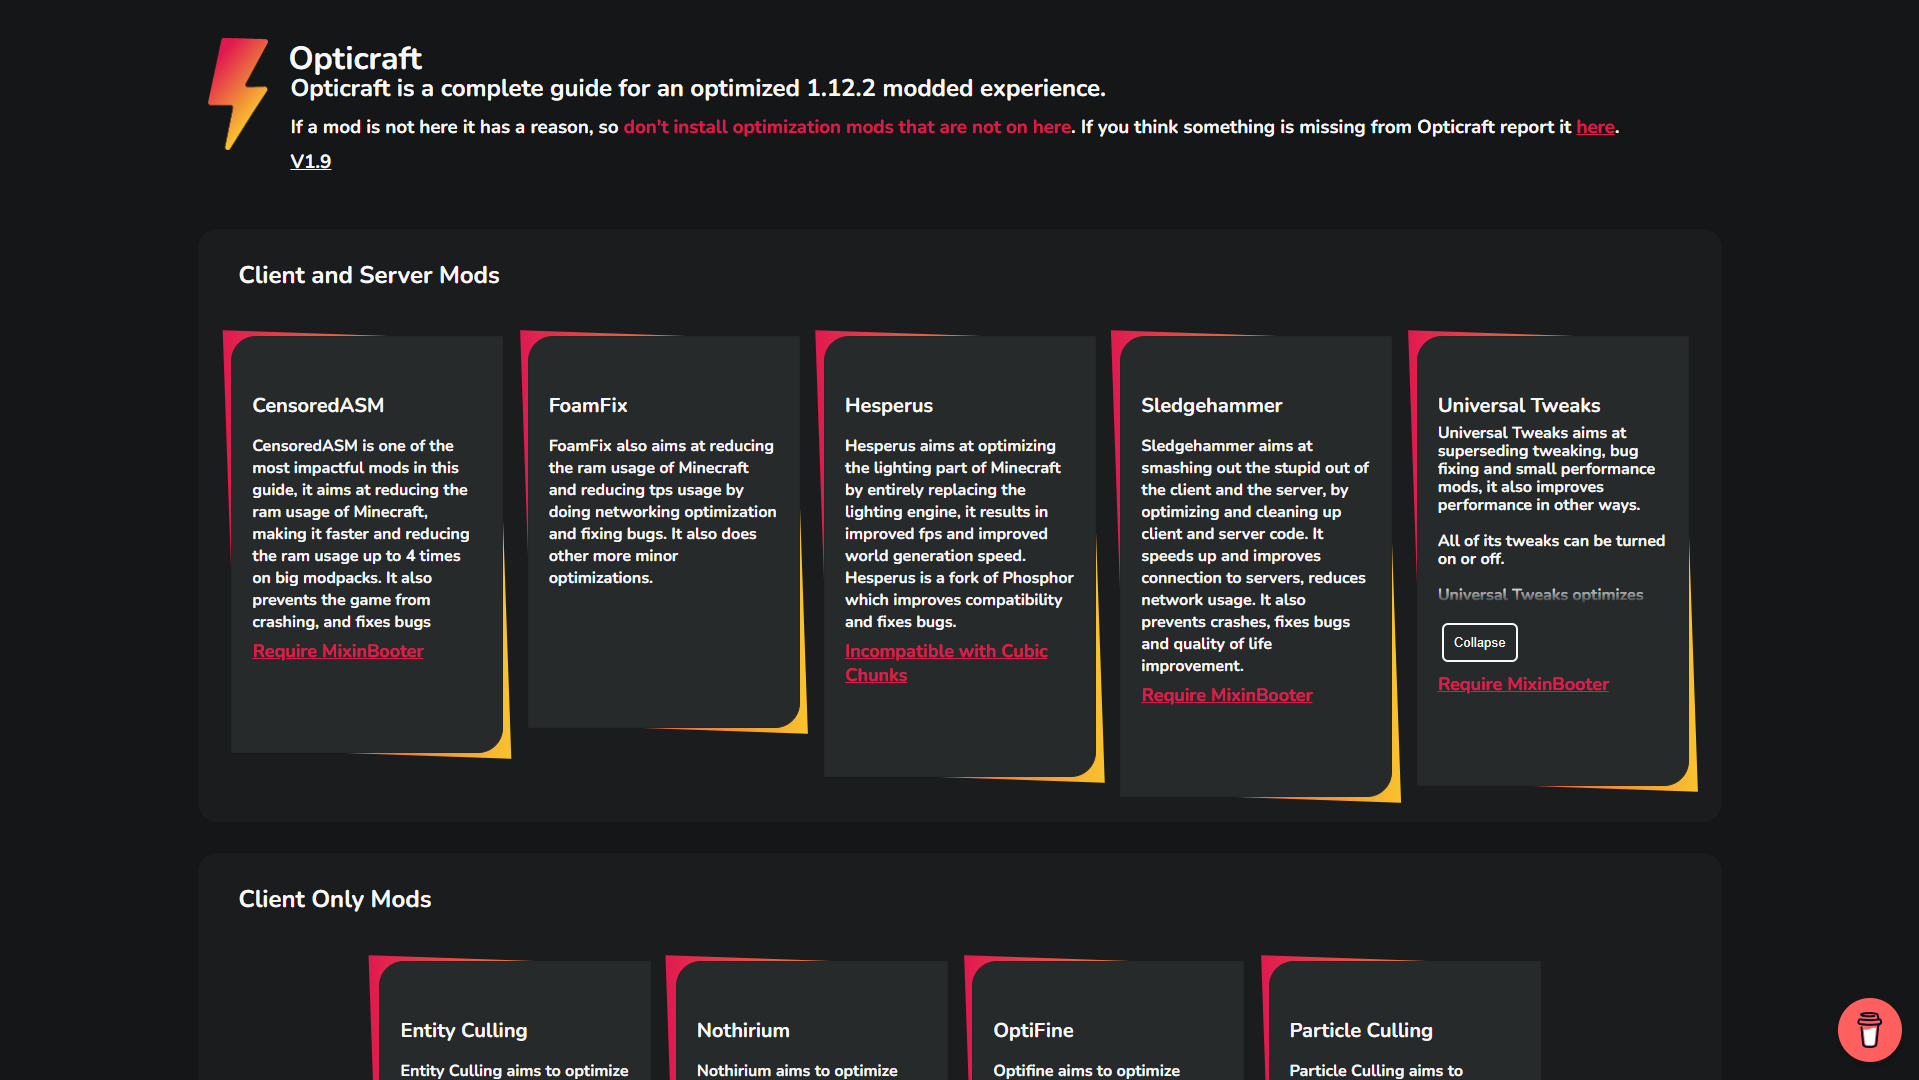 Opticraft
Opticraft is a complete guide for an optimized 1.12.2 modded experience.
If a mod is not here it has a reason, so don't install optimization mods that are not on here. If you think something is missing from Opticraft report it here.
V1.9
Client and Server Mods
CensoredASM
CensoredASM is one of the
most impactful mods in this
guide, it aims at reducing the
ram usage of Minecraft,
making it faster and reducing
the ram usage up to 4 times
on big modpacks. It also
prevents the game from
crashing, and fixes bugs
Require MixinBooter
FoamFix
FoamFix also aims at reducing
the ram usage of Minecraft
and reducing tps usage by
doing networking optimization
and fixing bugs. It also does
other more minor
optimizations.
Hesperus
Hesperus aims at optimizing
the lighting part of Minecraft
by entirely replacing the
lighting engine, it results in
improved fps and improved
world generation speed.
Hesperus is a fork of Phosphor
which improves compatibility
and fixes bugs.
Incompatible with Cubic
Chunks
Sledgehammer
Sledgehammer aims at
smashing out the stupid out of
the client and the server, by
optimizing and cleaning up
client and server code. It
speeds up and improves
connection to servers, reduces
network usage. It also
prevents crashes, fixes bugs
and quality of life
improvement.
Require MixinBooter
Universal Tweaks
Universal Tweaks aims at
superseding tweaking, bug
fixing and small performance
mods, it also improves
performance in other ways.
All of its tweaks can be turned
on or off.
Universal Tweaks optimizes
Collapse
Require MixinBooter
Client Only Mods
Entity Culling
Entity Culling aims to optimize
Nothirium
Nothirium aims to optimize
OptiFine
Optifine aims to optimize
Particle Culling
Particle Culling aims to